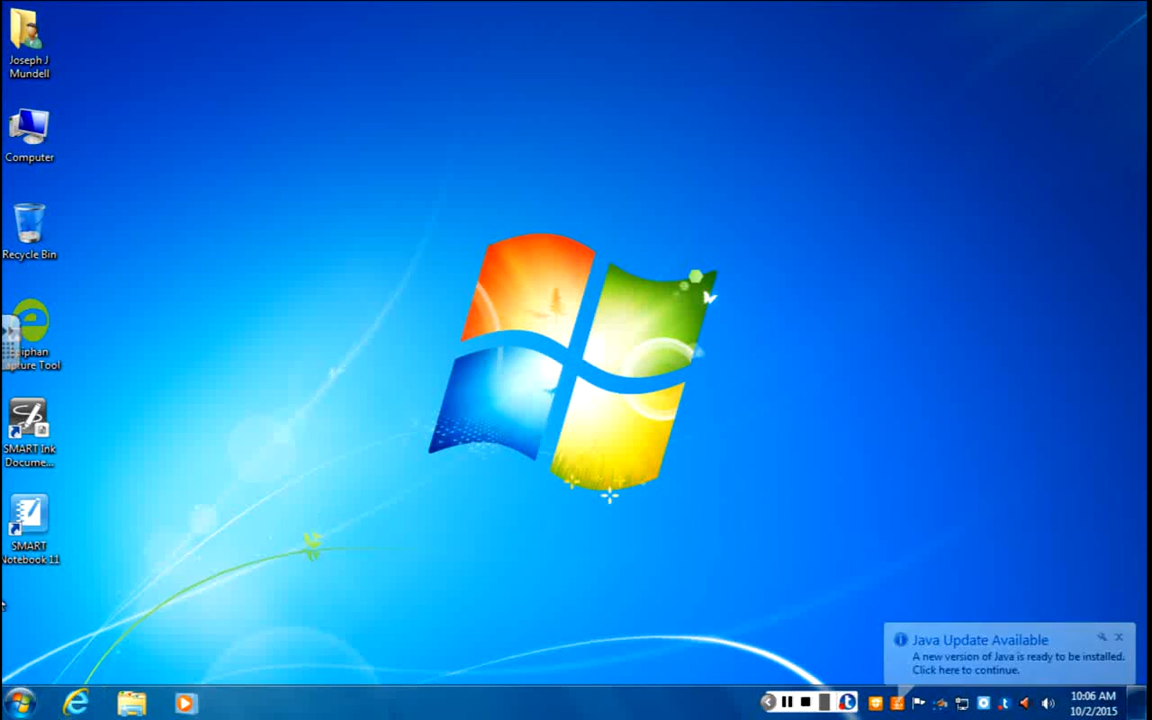 Joseph J
Mundell
Computer
Recycle Bin
SMART Ink
Docume...
SMART
Notebook 11
Java Update Available
A new version of Java is ready to be installed.
Click here to continue.
10:06 AM
10/2/2015